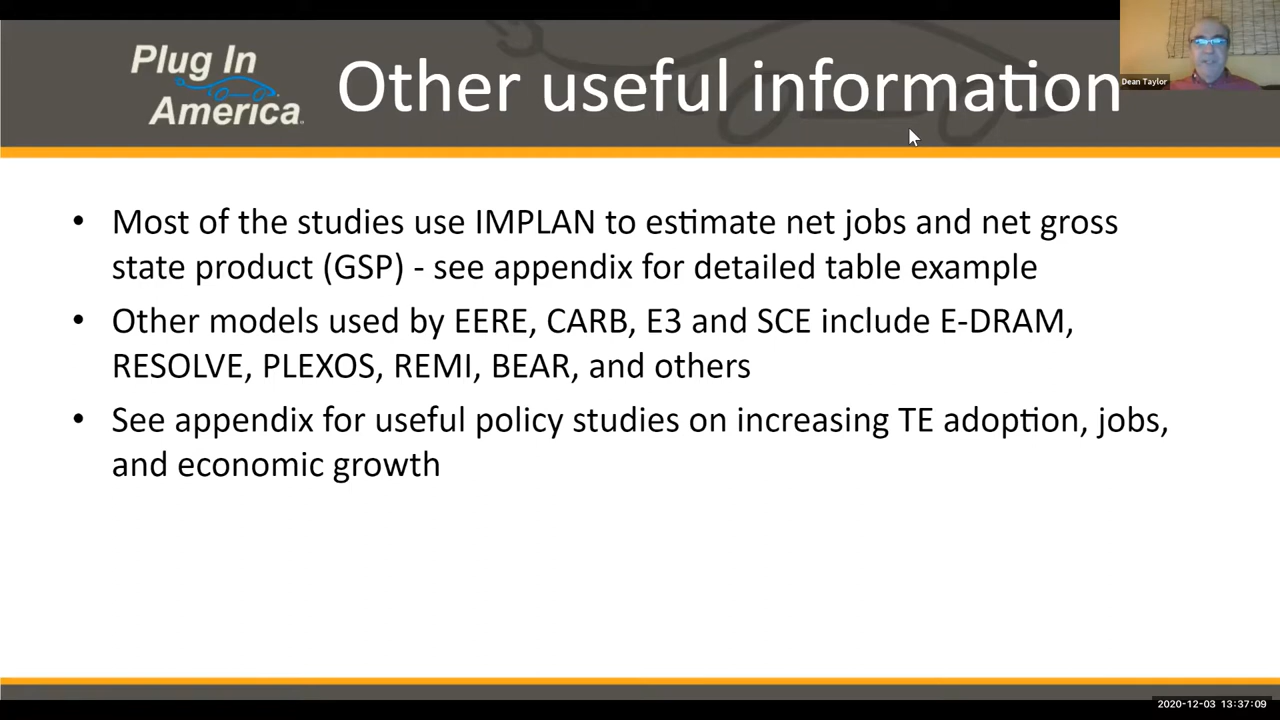 Plug In
America
Other useful information
Dean Taylor
• Most of the studies use IMPLAN to estimate net jobs and net gross
state product (GSP) - see appendix for detailed table example
• Other models used by EERE, CARB, E3 and SCE include E-DRAM,
RESOLVE, PLEXOS, REMI, BEAR, and others
• See appendix for useful policy studies on increasing TE adoption, jobs,
and economic growth
2020-12-03 13:37:09